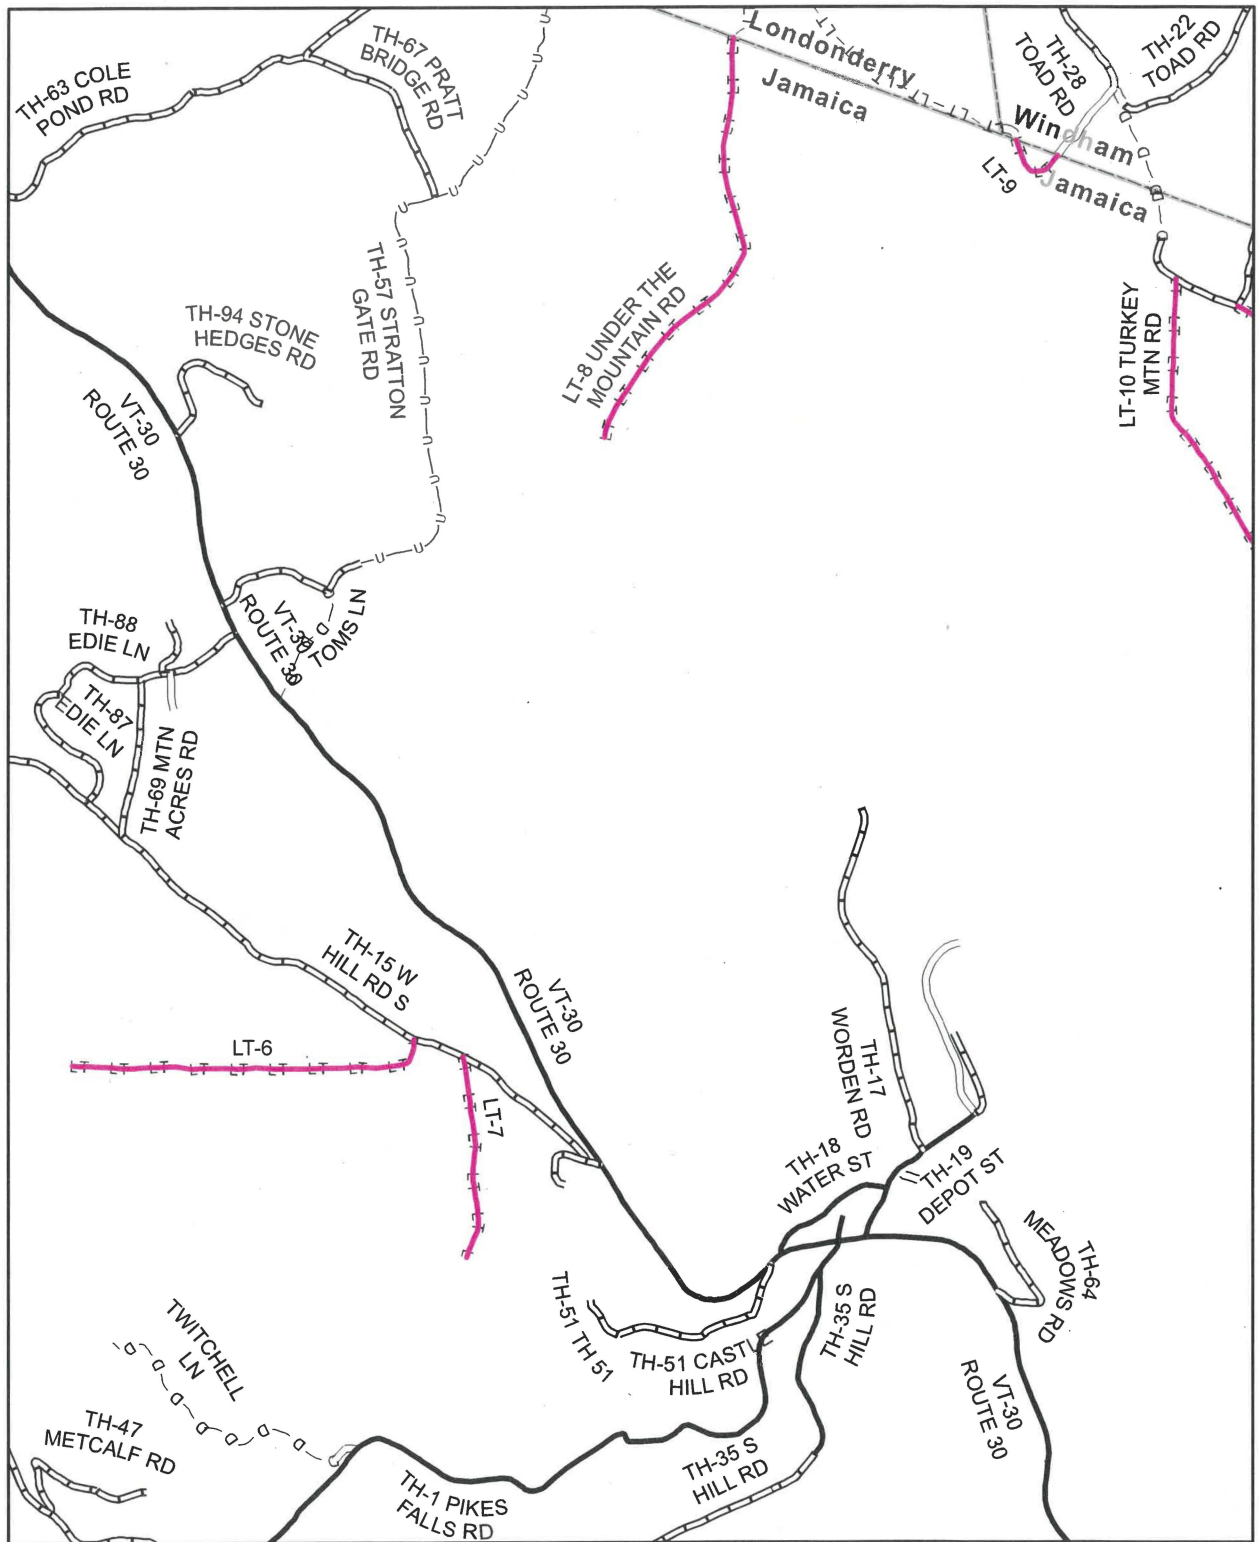 TH-67 PRATT
BRIDGE RD
TH-63 COLE
POND RD
Londonderry
Jamaica
TH-28
TOAD RD
TH-22
TOAD RD
Windham
Jamaica
LT-9
TH-57 STRATTON
GATE RD
TH-94 STONE
HEDGES RD
LT-8 UNDER THE
MOUNTAIN RD
LT-10 TURKEY
MTN RD
VT-30
ROUTE 30
VT-30
ROUTE 30
TOMS LN
TH-88
EDIE LN
TH-87
EDIE LN
TH-69 MTN
ACRES RD
TH-15 W
HILL RD S
VT-30
ROUTE 30
LT-6
LT-7
TH-17
WORDEN RD
TH-18
WATER ST
TH-19
DEPOT ST
TH-64
MEADOWS RD
TH-51 TH 51
TH-51 CASTLE
HILL RD
TH-35 S
HILL RD
TWITCHELL
LN
TH-47
METCALF RD
TH-1 PIKES
FALLS RD
TH-35 S
HILL RD
VT-30
ROUTE 30